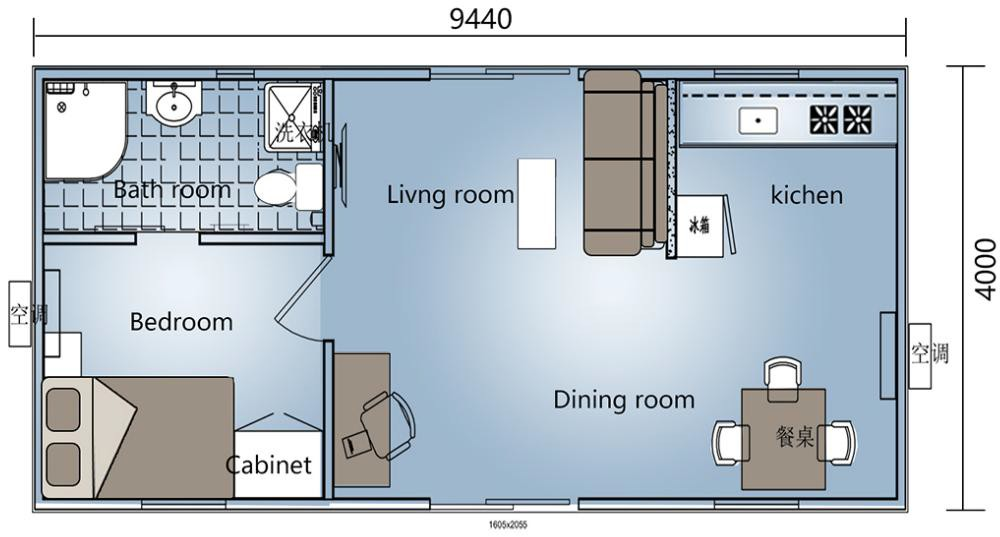 9440
洗衣机
Bath room
Livng room
kichen
冰箱
4000
空调
Bedroom
空调
Dining room
餐桌
Cabinet
1605x2055